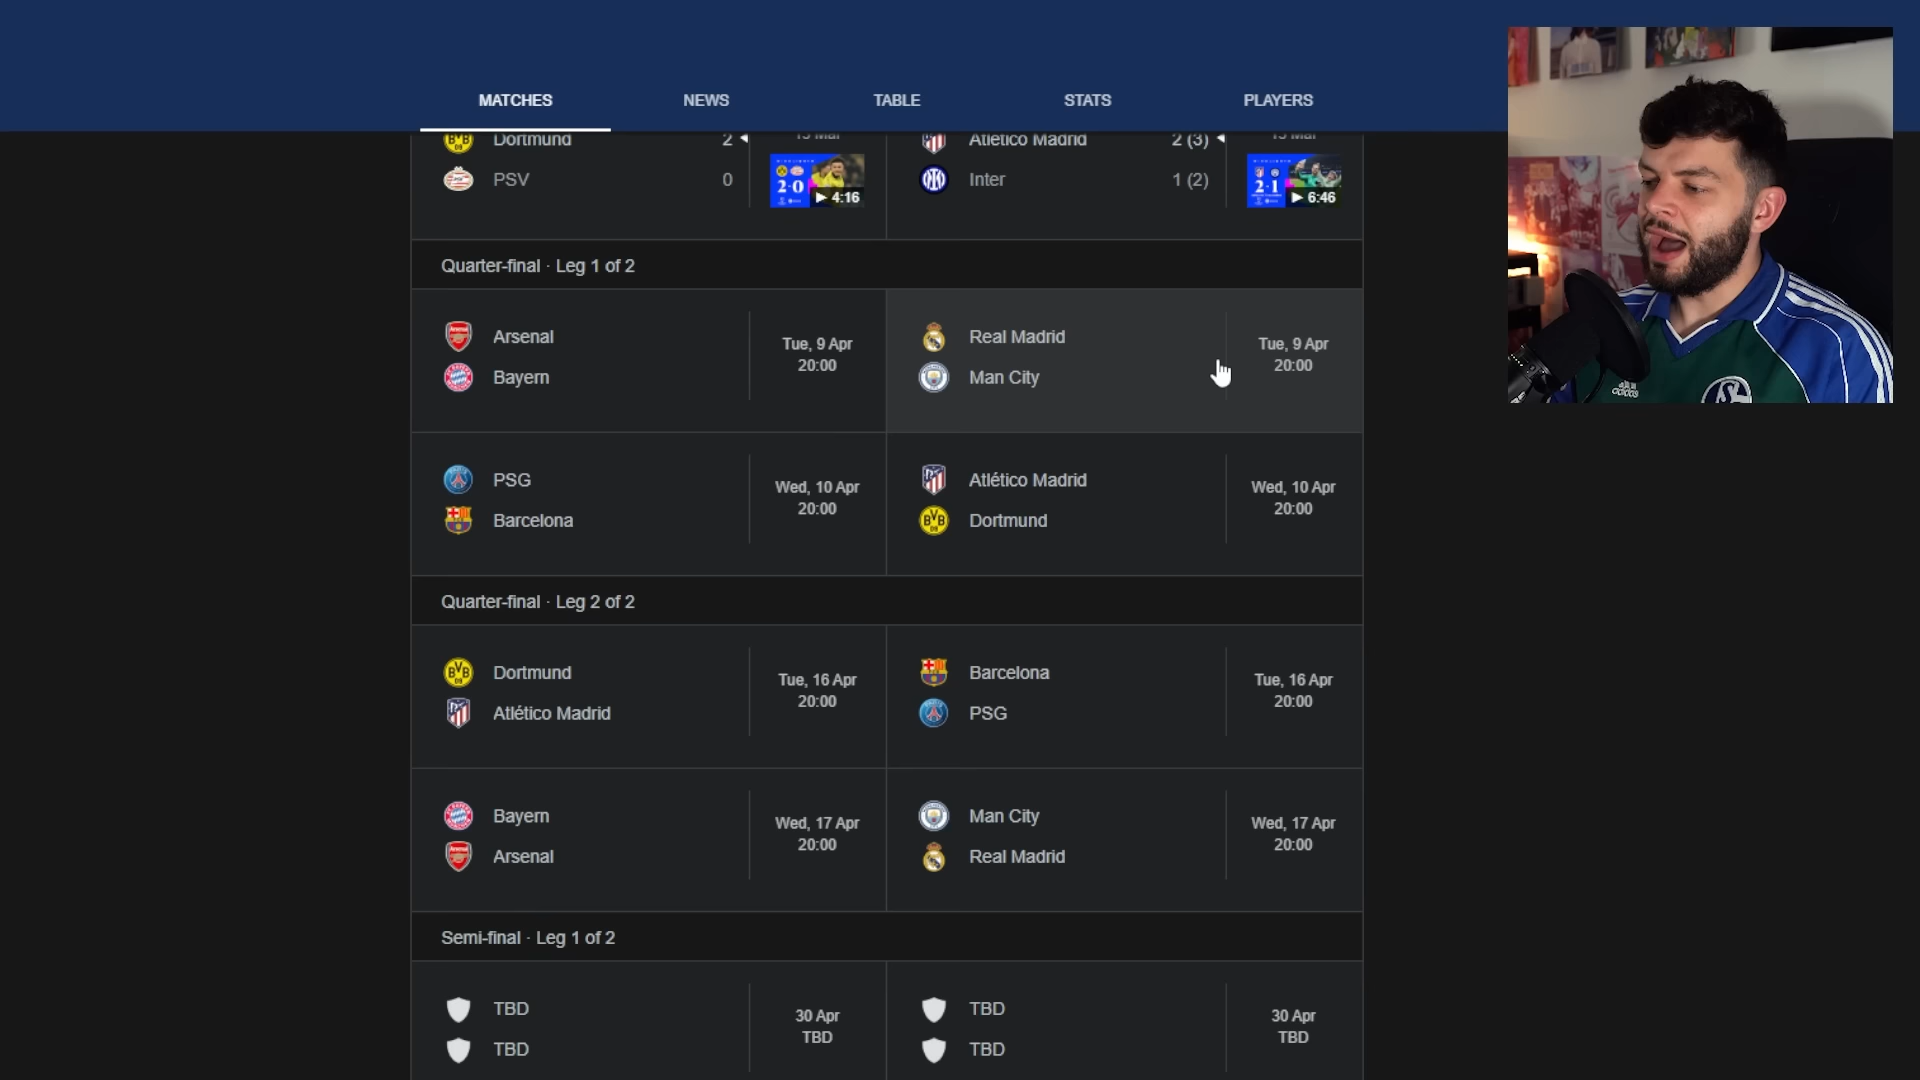 MATCHES NEWS TABLE STATS PLAYERS
Dortmund 2
PSV 0
2-0
4:16
Atlético Madrid 2 (3)
Inter 1 (2)
2-1
6:46
Quarter-final · Leg 1 of 2
Arsenal
Bayern
Tue, 9 Apr
20:00
Real Madrid
Man City
Tue, 9 Apr
20:00
PSG
Barcelona
Wed, 10 Apr
20:00
Atlético Madrid
Dortmund
Wed, 10 Apr
20:00
Quarter-final · Leg 2 of 2
Dortmund
Atlético Madrid
Tue, 16 Apr
20:00
Barcelona
PSG
Tue, 16 Apr
20:00
Bayern
Arsenal
Wed, 17 Apr
20:00
Man City
Real Madrid
Wed, 17 Apr
20:00
Semi-final · Leg 1 of 2
TBD
TBD
30 Apr
TBD
TBD
TBD
30 Apr
TBD
adidas